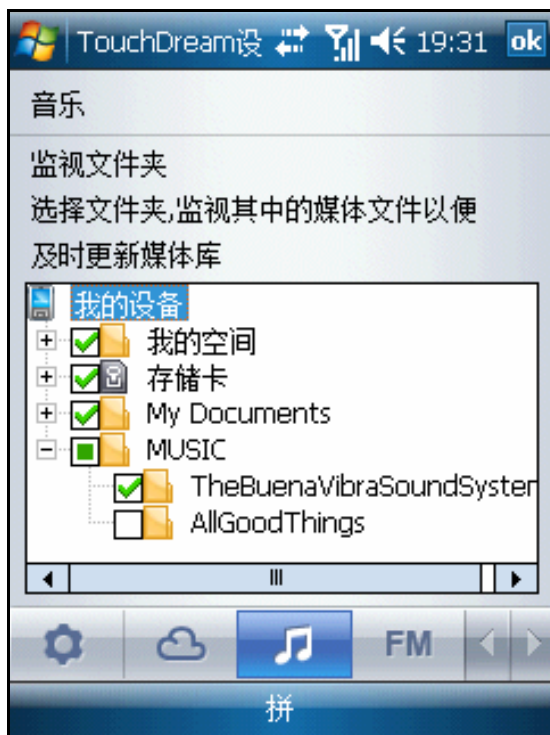 TouchDream设 19:31 ok
音乐
监视文件夹
选择文件夹,监视其中的媒体文件以便
及时更新媒体库
我的设备
我的空间
存储卡
My Documents
MUSIC
TheBuenaVibraSoundSyster
AllGoodThings
FM
拼